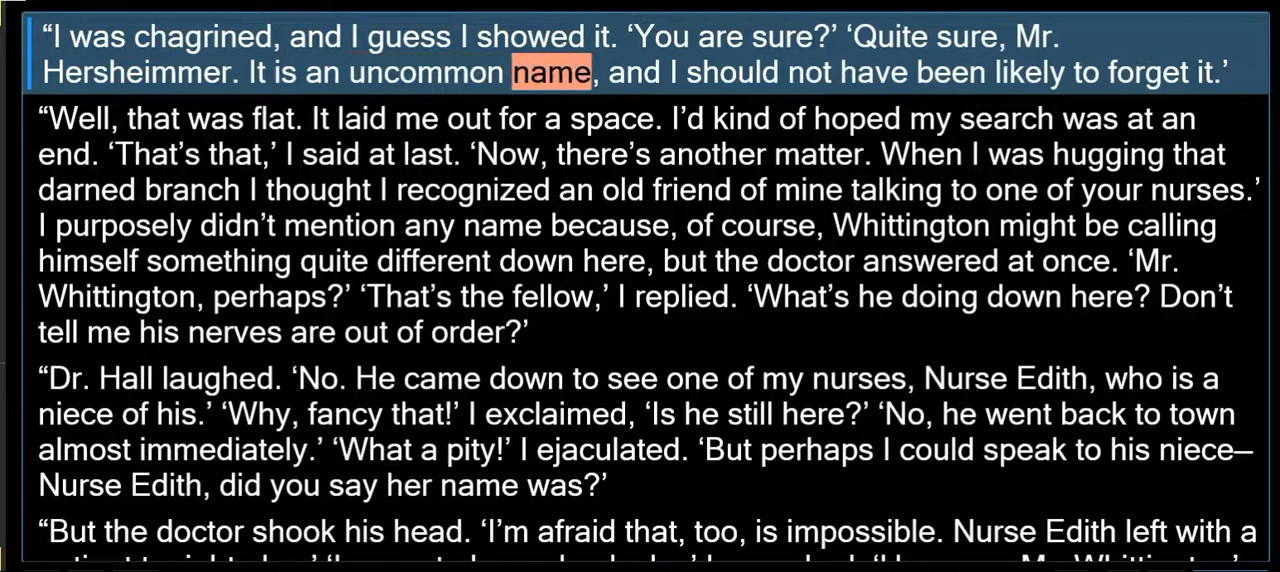 “I was chagrined, and I guess I showed it. ‘You are sure?’ ‘Quite sure, Mr.
Hersheimmer. It is an uncommon name, and I should not have been likely to forget it.’
“Well, that was flat. It laid me out for a space. I’d kind of hoped my search was at an
end. ‘That’s that,’ I said at last. ‘Now, there’s another matter. When I was hugging that
darned branch I thought I recognized an old friend of mine talking to one of your nurses.’
I purposely didn’t mention any name because, of course, Whittington might be calling
himself something quite different down here, but the doctor answered at once. ‘Mr.
Whittington, perhaps?’ ‘That’s the fellow,’ I replied. ‘What’s he doing down here? Don’t
tell me his nerves are out of order?’
“Dr. Hall laughed. ‘No. He came down to see one of my nurses, Nurse Edith, who is a
niece of his.’ ‘Why, fancy that!’ I exclaimed, ‘Is he still here?’ ‘No, he went back to town
almost immediately.’ ‘What a pity!’ I ejaculated. ‘But perhaps I could speak to his niece—
Nurse Edith, did you say her name was?’
“But the doctor shook his head. ‘I’m afraid that, too, is impossible. Nurse Edith left with a